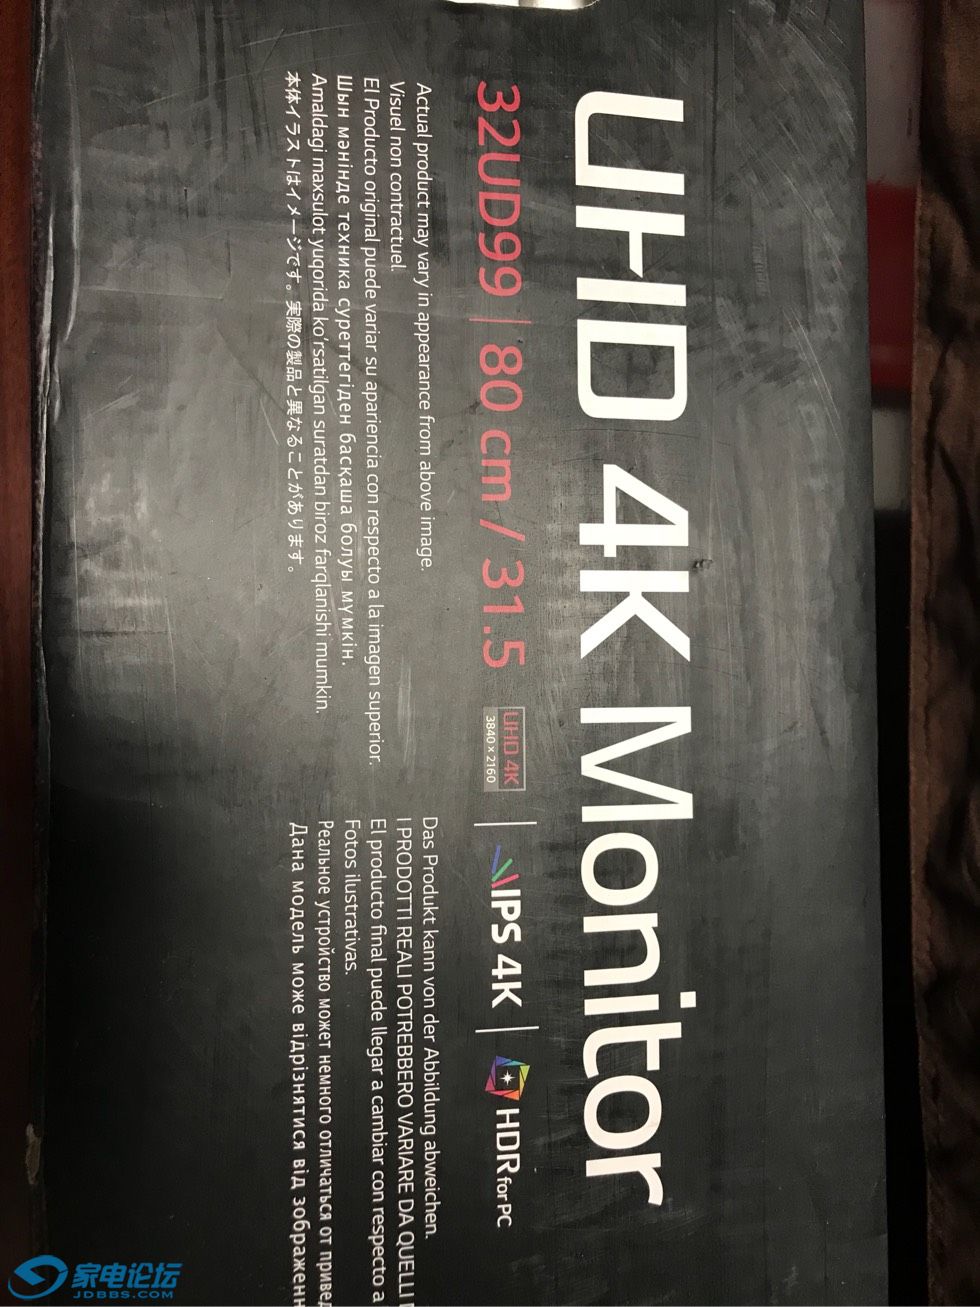 UHD 4K Monitor
32UD99 | 80 cm / 31.5
UHD 4K
3840 x 2160
IPS 4K
HDR for PC
Actual product may vary in appearance from above image.
Visuel non contractuel.
El Producto original puede variar su apariencia con respecto a la imagen superior.
Шын мәнінде техника суреттегіден басқаша болуы мүмкін.
Amaldagi maxsulot yuqorida ko'rsatilgan suratdan biroz farqlanishi mumkin.
本体イラストはイメージです。実際の製品と異なることがあります。
Das Produkt kann von der Abbildung abweichen.
I PRODOTTI REALI POTREBBERO VARIARE DA QUELLI
El producto final puede llegar a cambiar con respecto a
Fotos ilustrativas.
Реальное устройство может немного отличаться от привед
Дана модель може відрізнятися від зображенн
家电论坛
JDBBS.COM